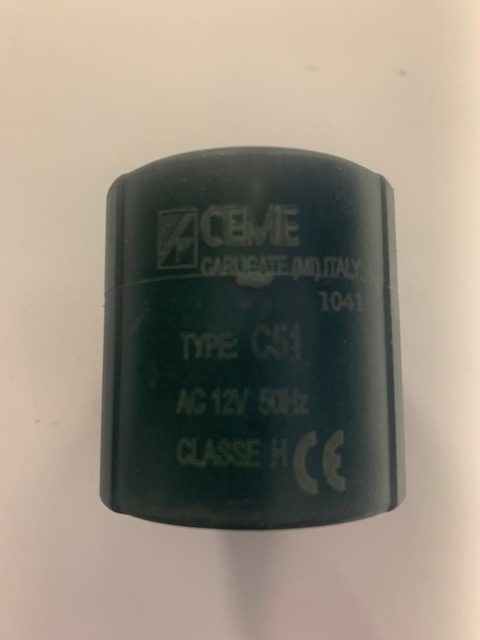 CEME
CARUGATE (MI) ITALY
1041
TYPE: C51
AC 12V 50Hz
CLASSE H CE